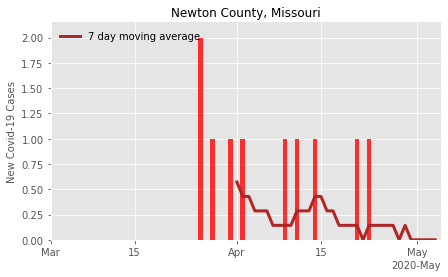 Newton County, Missouri
7 day moving average
New Covid-19 Cases
2.00
1.75
1.50
1.25
1.00
0.75
0.50
0.25
0.00
Mar
15
Apr
15
May
2020-May